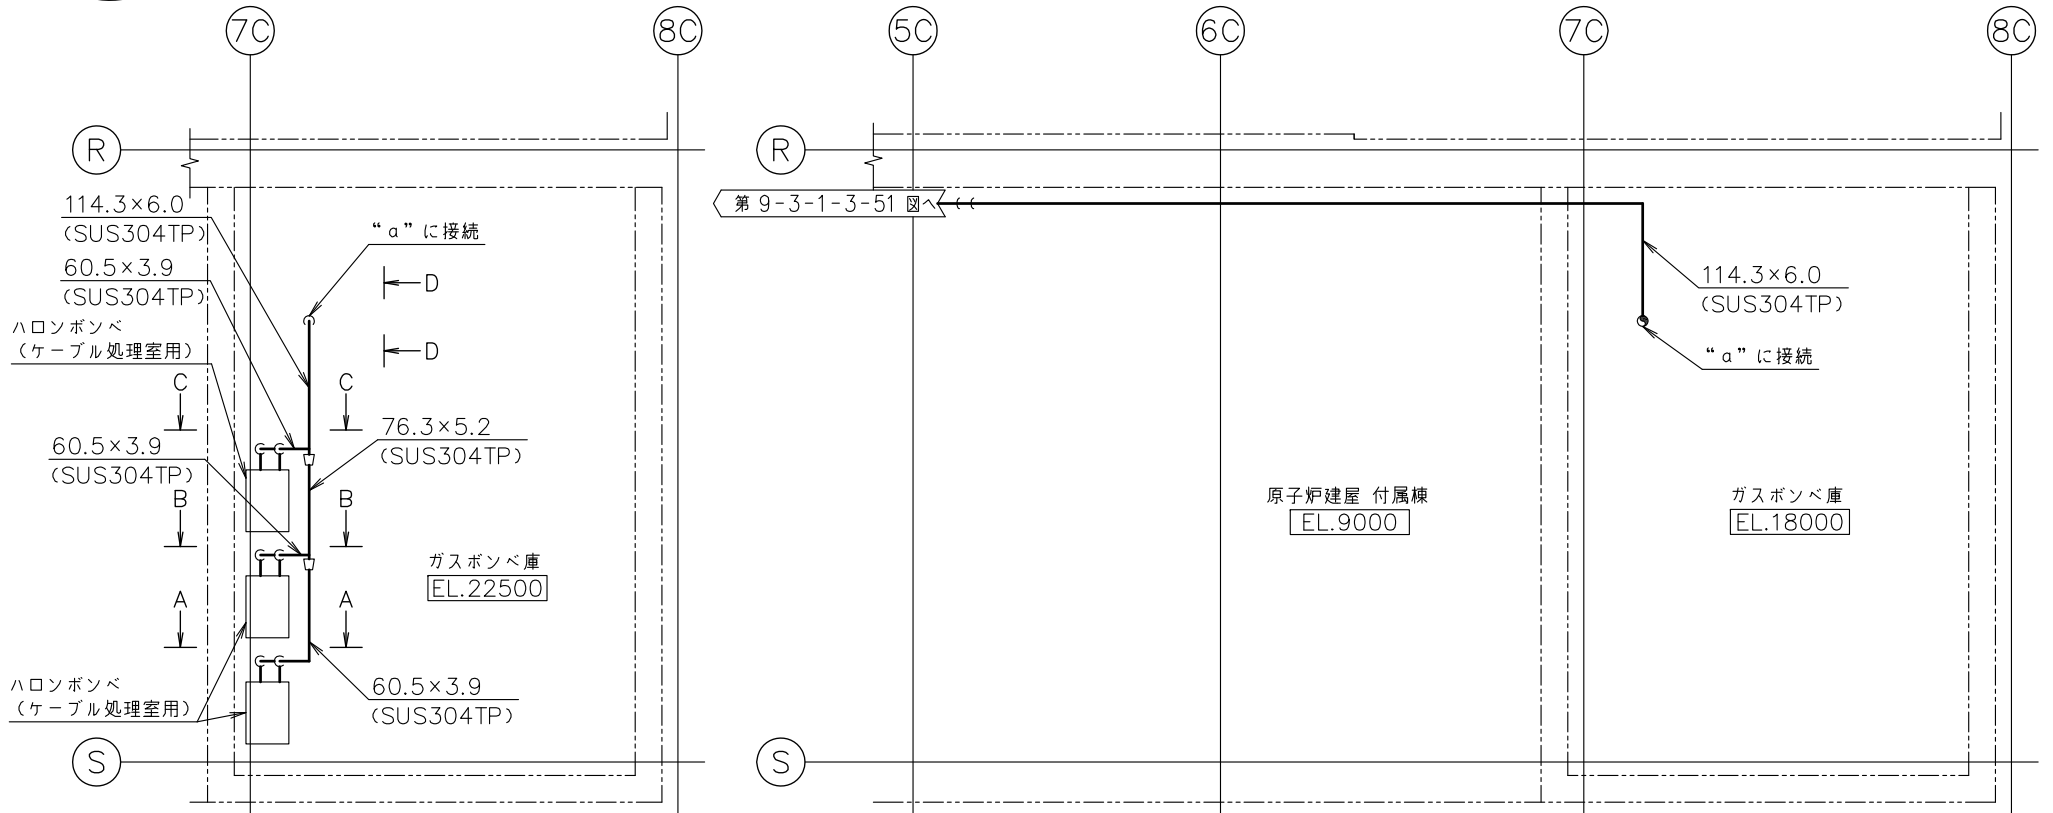 7C
8C
R
114.3×6.0
(SUS304TP)
“a”に接続
60.5×3.9
(SUS304TP)
D
ハロンボンベ
（ケーブル処理室用）
D
C
C
76.3×5.2
(SUS304TP)
60.5×3.9
(SUS304TP)
B
B
ガスボンベ庫
EL.22500
A
A
ハロンボンベ
（ケーブル処理室用）
60.5×3.9
(SUS304TP)
S
5C
6C
7C
8C
R
第 9-3-1-3-51 図へ
114.3×6.0
(SUS304TP)
“a”に接続
原子炉建屋 付属棟
EL.9000
ガスボンベ庫
EL.18000
S